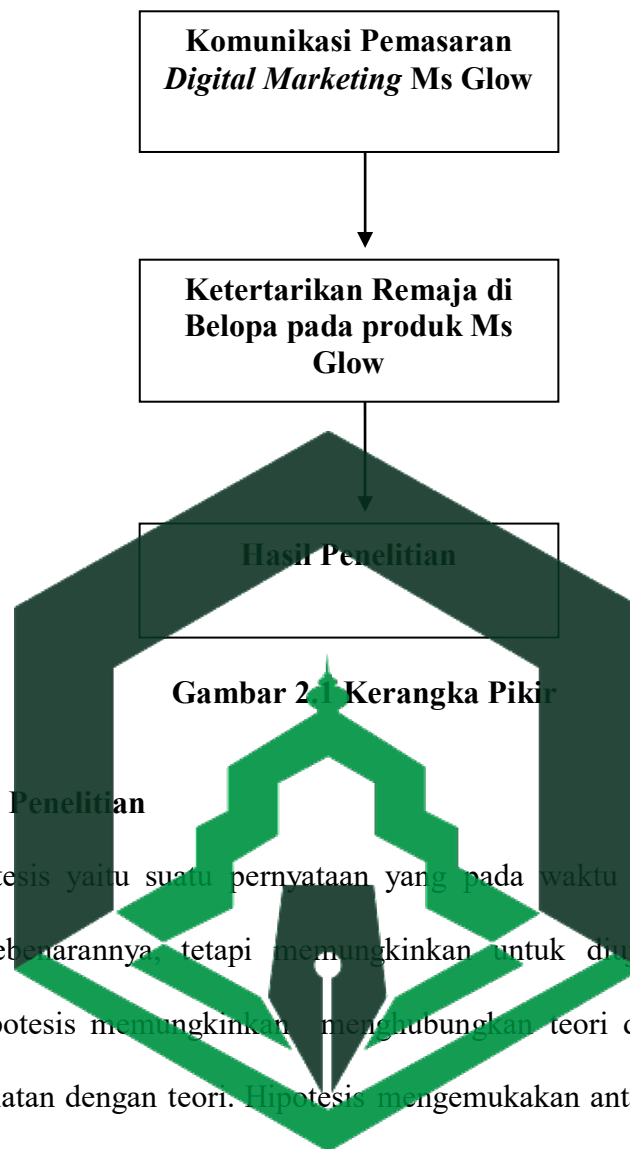 Komunikasi Pemasaran
Digital Marketing Ms Glow
Ketertarikan Remaja di
Belopa pada produk Ms
Glow
Hasil Penelitian
Gambar 2.1 Kerangka Pikir
Penelitian
tesis yaitu suatu pernyataan yang pada waktu
ebenarannya, tetapi memungkinkan untuk diu
potesis memungkinkan menghubungkan teori d
atan dengan teori. Hipotesis mengemukakan ant